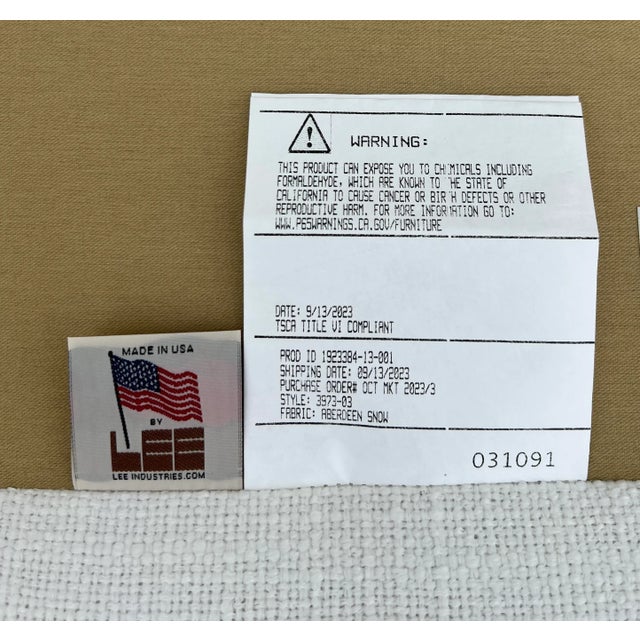 WARNING:
THIS PRODUCT CAN EXPOSE YOU TO CHEMICALS INCLUDING
FORMALDEHYDE, WHICH ARE KNOWN TO THE STATE OF
CALIFORNIA TO CAUSE CANCER OR BIRTH DEFECTS OR OTHER
REPRODUCTIVE HARM. FOR MORE INFORMATION GO TO:
WWW.P65WARNINGS.CA.GOV/FURNITURE
DATE: 9/13/2023
TSCA TITLE VI COMPLIANT
PROD ID 1923384-13-001
SHIPPING DATE: 09/13/2023
PURCHASE ORDER# OCT MKT 2023/3
STYLE: 3973-03
FABRIC: ABERDEEN SNOW
031091
MADE IN USA
BY
LEE
LEE INDUSTRIES.COM